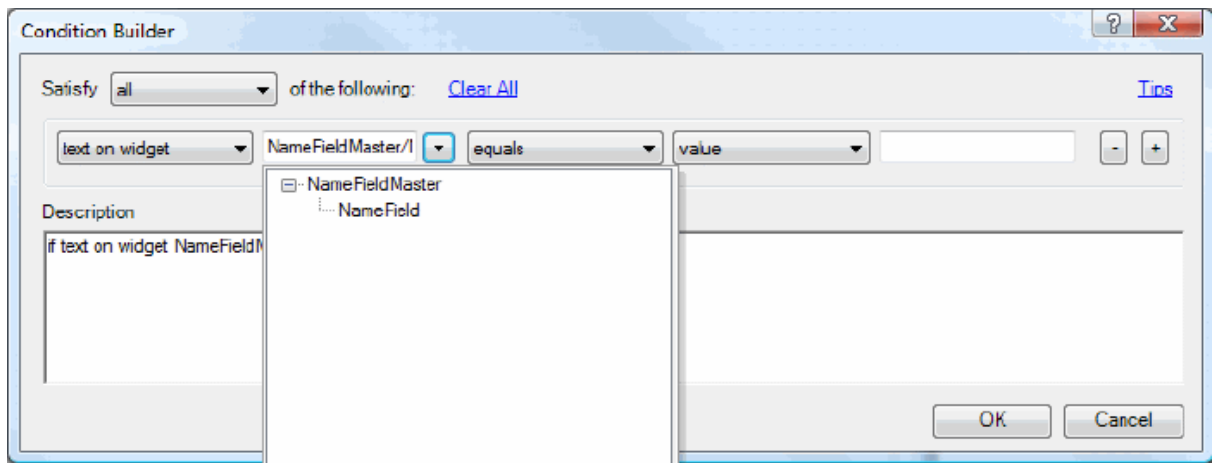 Condition Builder
Satisfy all of the following: Clear All Tips
text on widget NameFieldMaster/ equals value - +
NameFieldMaster
NameField
Description
if text on widget NameField
OK Cancel